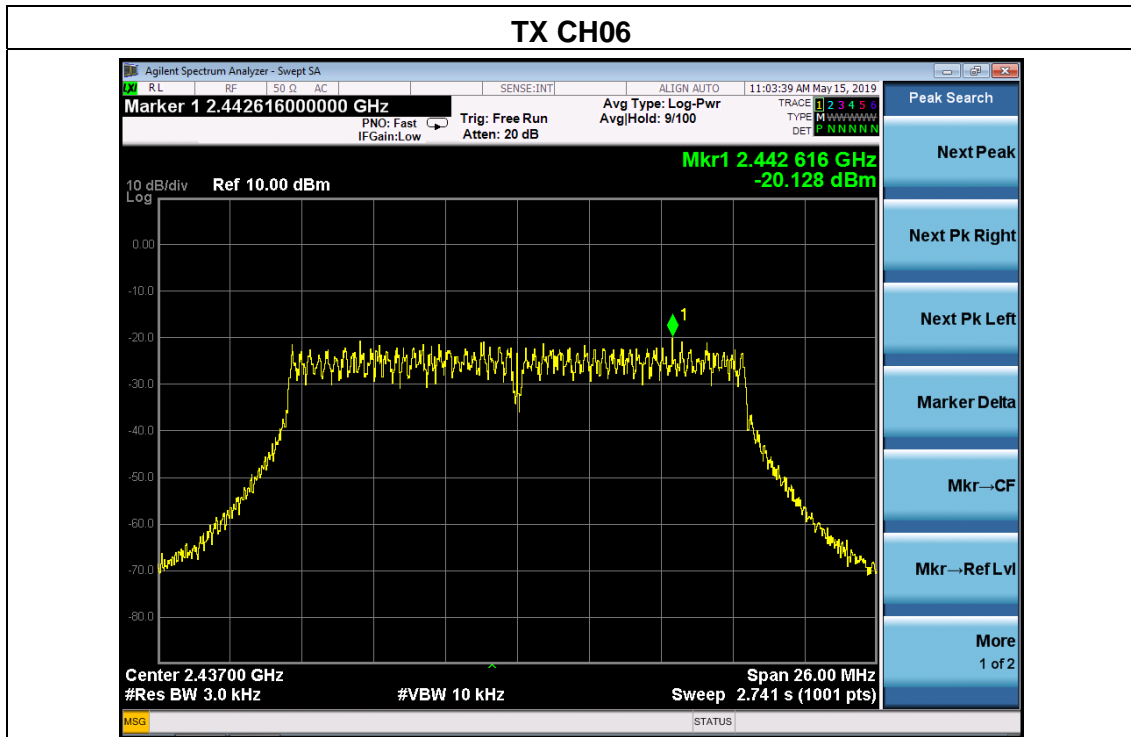 TX CH06
Agilent Spectrum Analyzer - Swept SA
RL RF 50 Ω AC SENSE:INT ALIGN AUTO 11:03:39 AM May 15, 2019
Marker 1 2.442616000000 GHz
PNO: Fast
IFGain:Low
Trig: Free Run
Atten: 20 dB
Avg Type: Log-Pwr
Avg|Hold: 9/100
TRACE 1 2 3 4 5 6
TYPE M WWWWW
DET P N N N N N
Peak Search
Mkr1 2.442 616 GHz
-20.128 dBm
10 dB/div
Log
Ref 10.00 dBm
0.00
-10.0
-20.0
-30.0
-40.0
-50.0
-60.0
-70.0
-80.0
1
Center 2.43700 GHz
Span 26.00 MHz
#Res BW 3.0 kHz
#VBW 10 kHz
Sweep 2.741 s (1001 pts)
Next Peak
Next Pk Right
Next Pk Left
Marker Delta
Mkr→CF
Mkr→Ref Lvl
More
1 of 2
MSG
STATUS